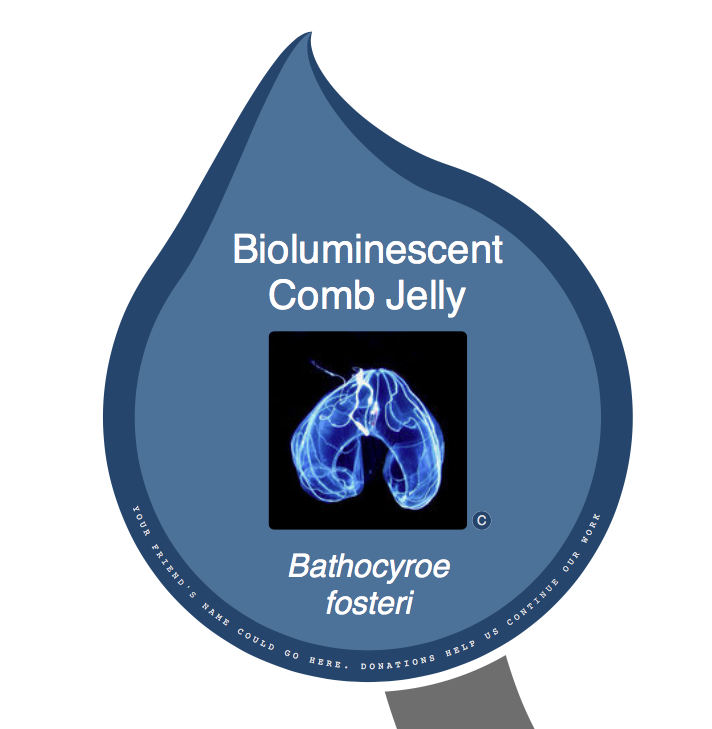 Bioluminescent
Comb Jelly
C
Bathocyroe
fosteri
YOUR FRIEND'S NAME COULD GO HERE. DONATIONS HELP US CONTINUE OUR WORK